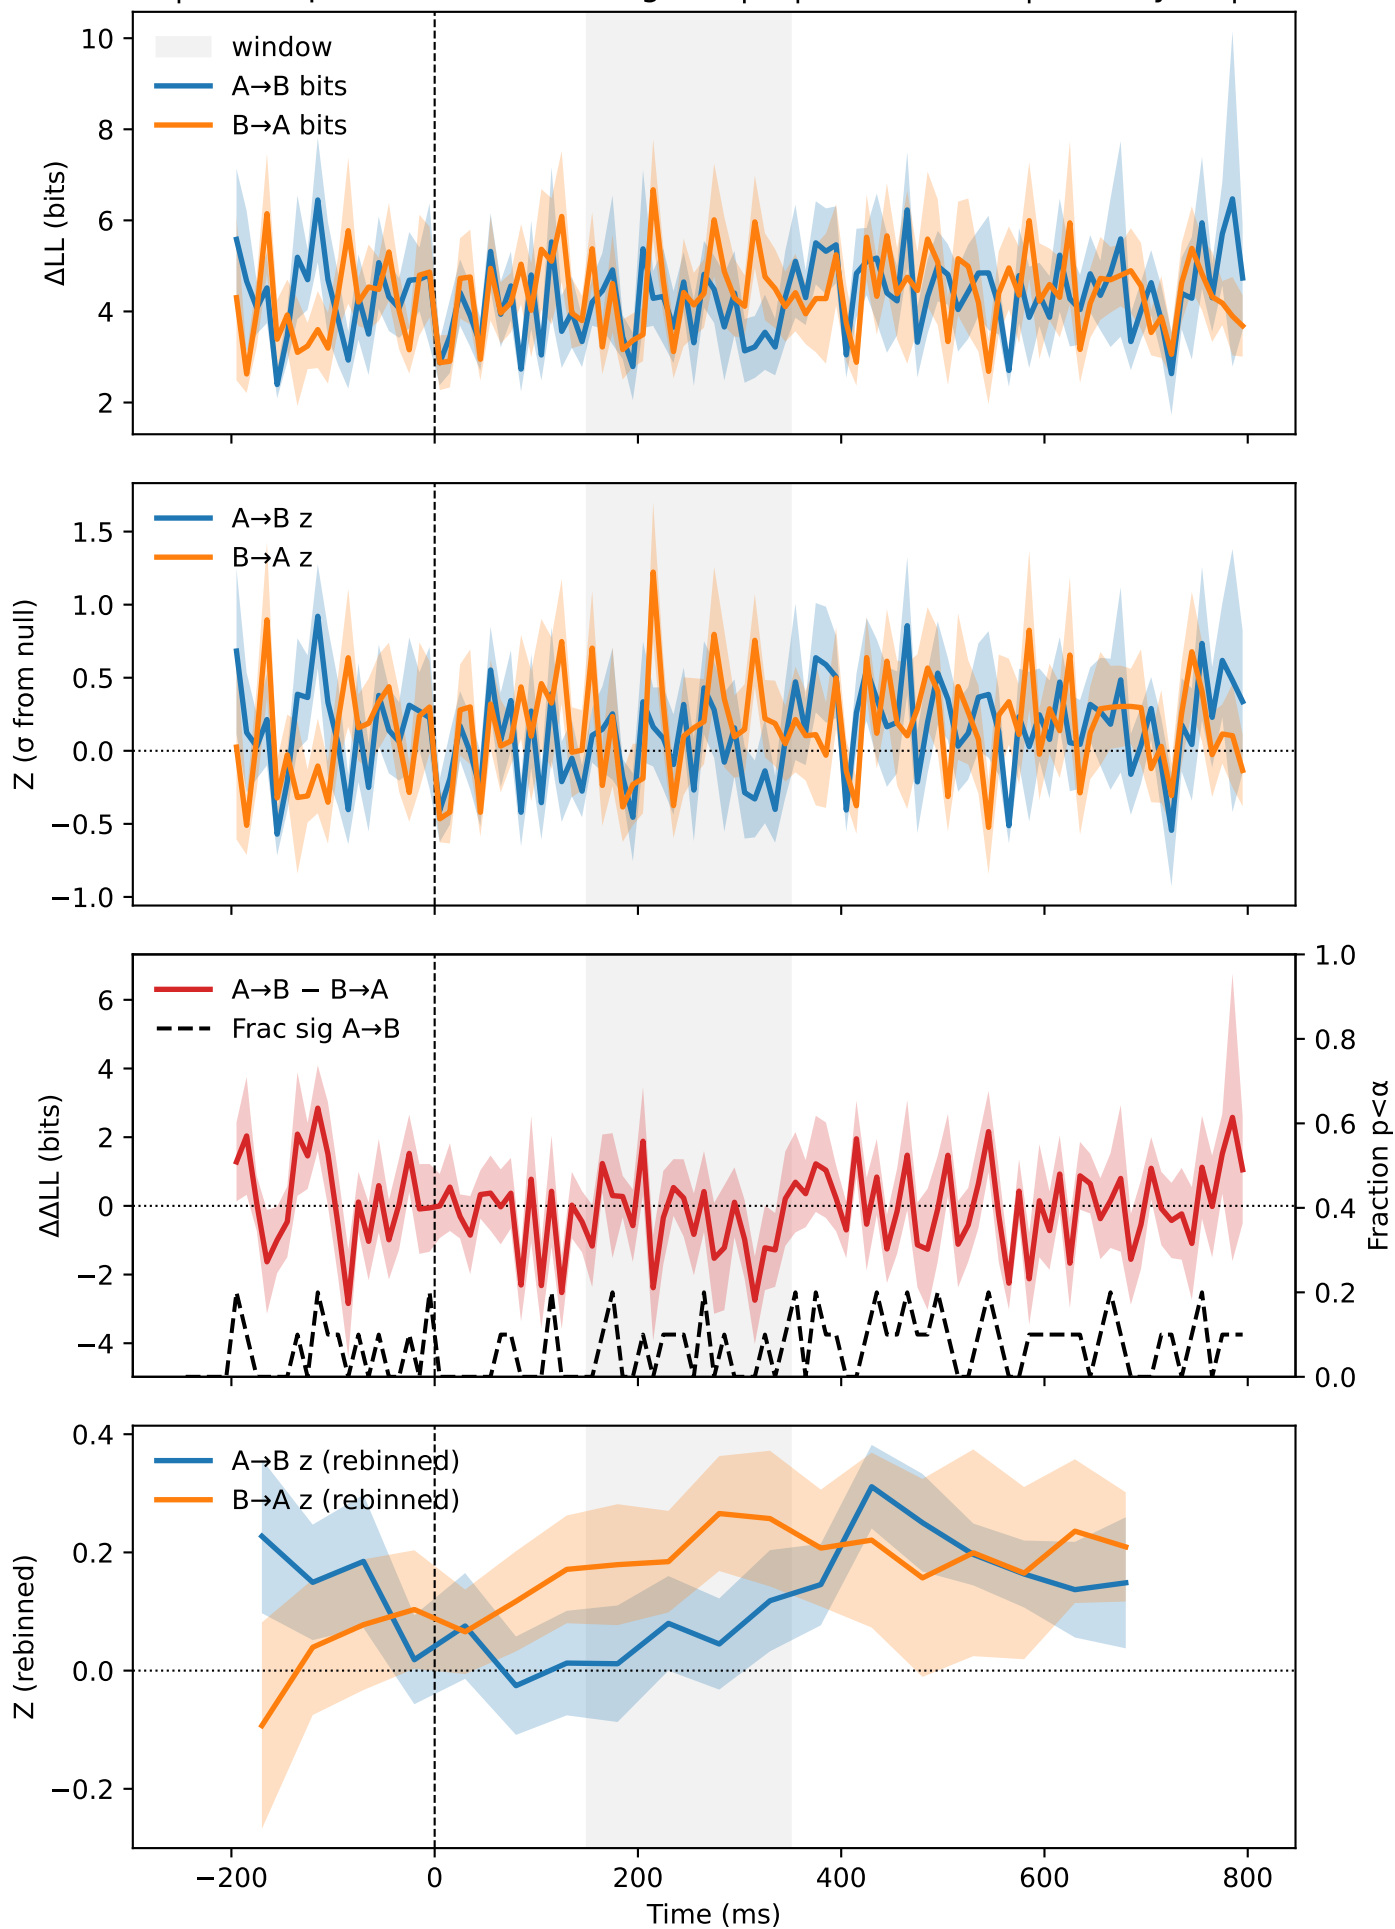 window
A→B bits
B→A bits
10
8
6
4
2
ΔLL (bits)
A→B z
B→A z
1.5
1.0
0.5
0.0
−0.5
−1.0
Z (σ from null)
A→B − B→A
Frac sig A→B
6
4
2
0
−2
−4
ΔΔLL (bits)
1.0
0.8
0.6
0.4
0.2
0.0
Fraction p<α
A→B z (rebinned)
B→A z (rebinned)
0.4
0.2
0.0
−0.2
Z (rebinned)
−200
0
200
400
600
800
Time (ms)